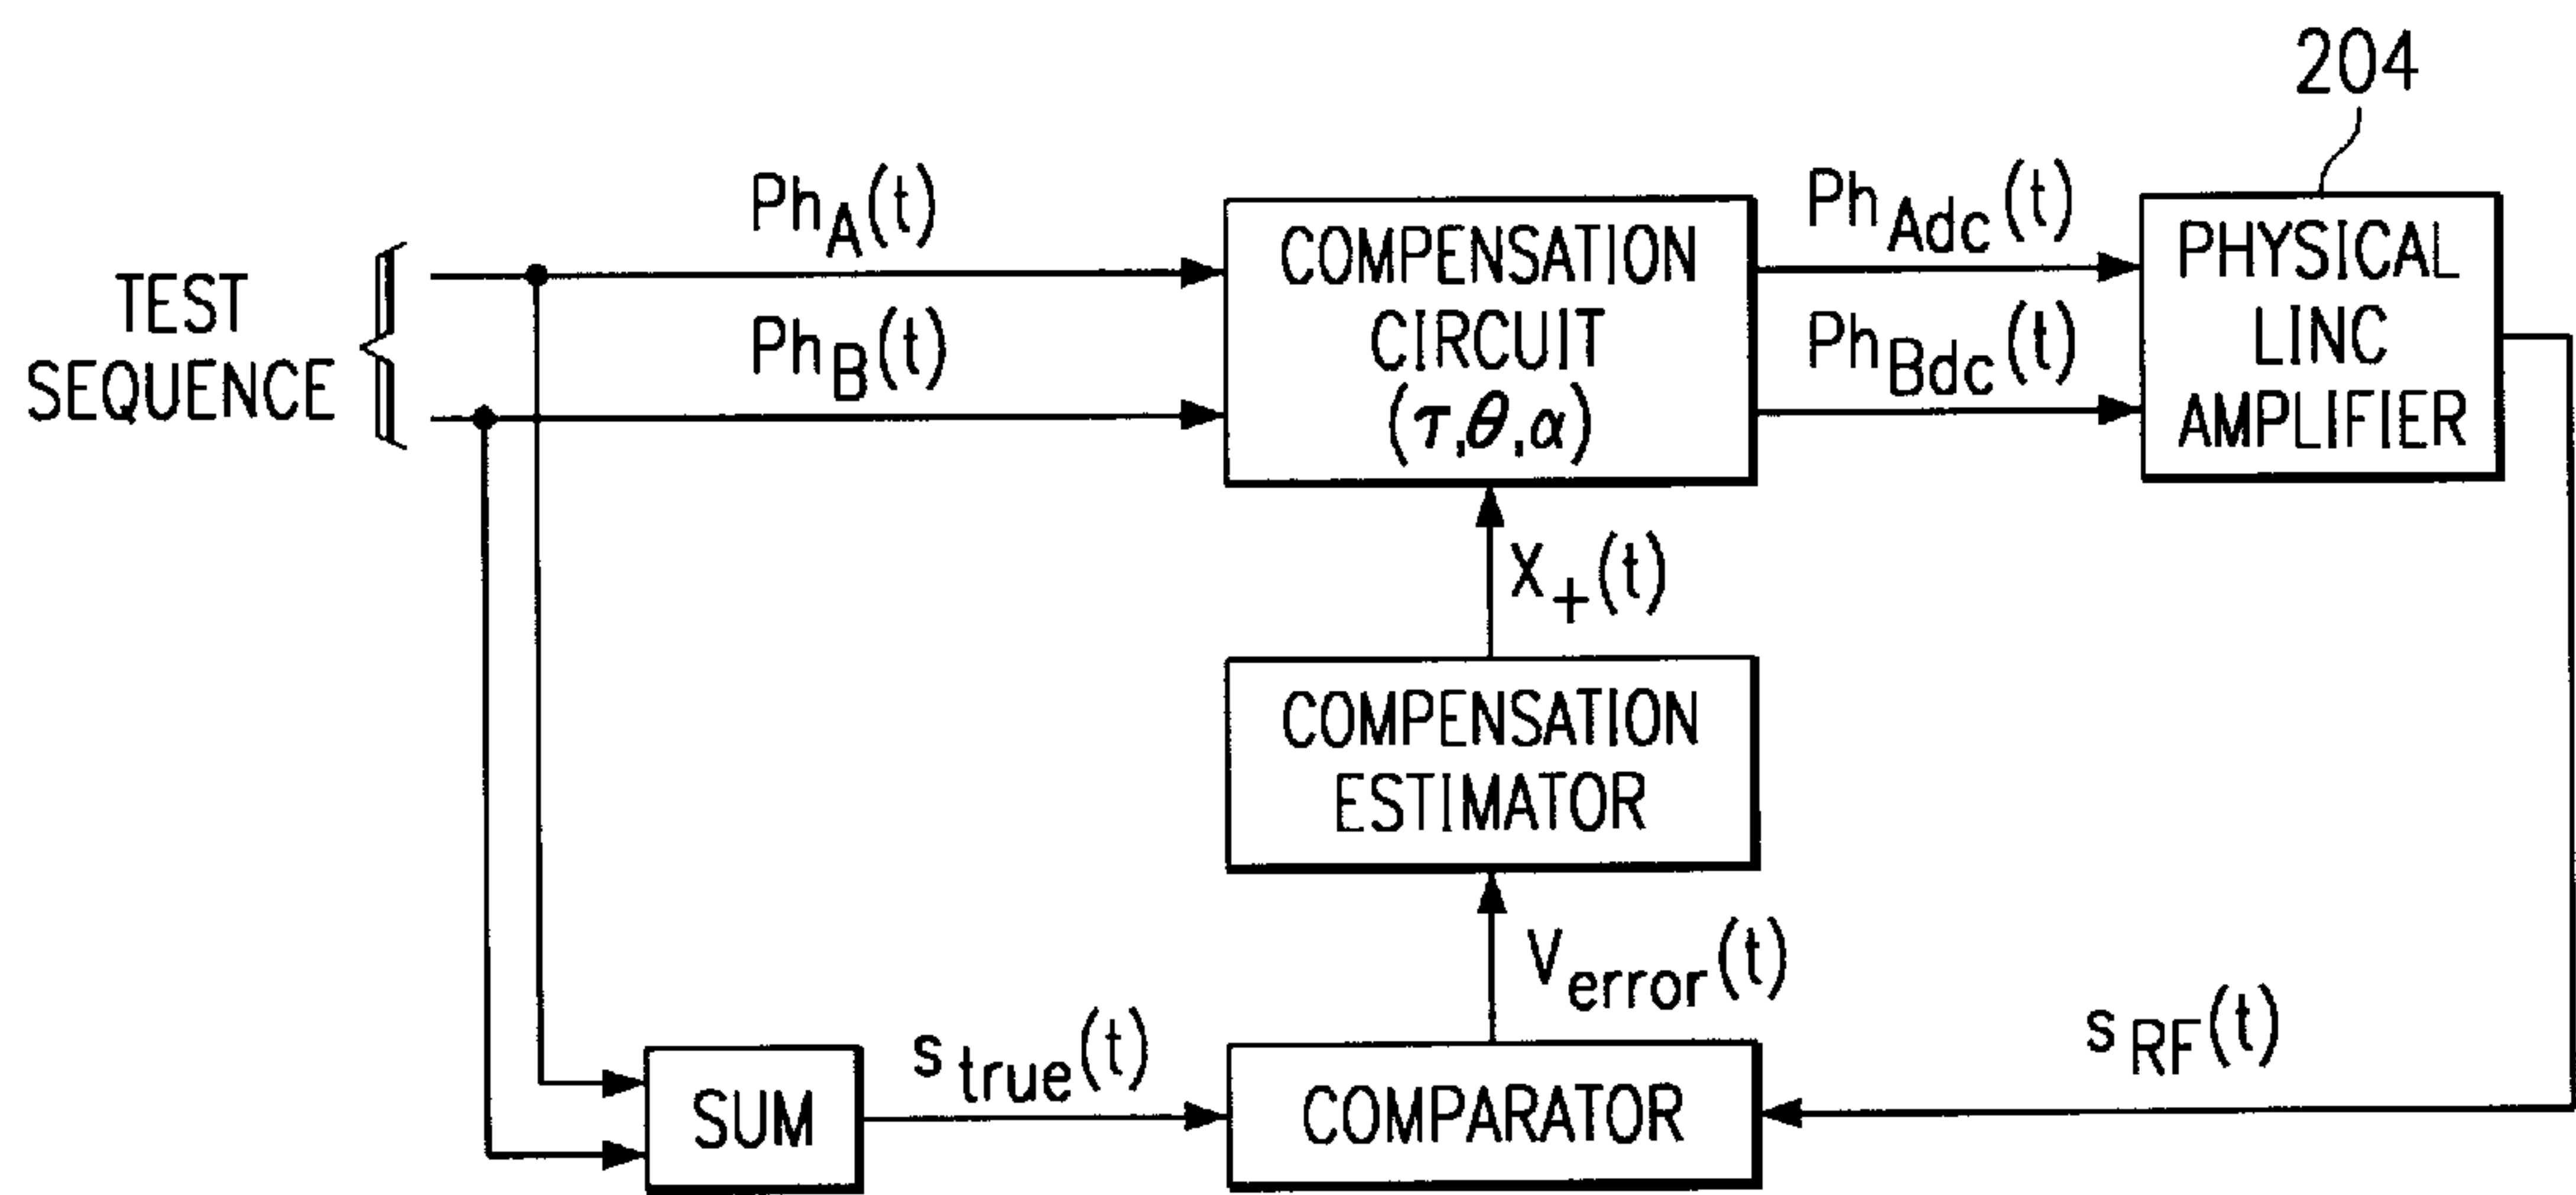 204
TEST
SEQUENCE
Ph_A(t)
Ph_B(t)
COMPENSATION
CIRCUIT
(τ,θ,α)
Ph_Adc(t)
Ph_Bdc(t)
PHYSICAL
LINC
AMPLIFIER
X_+(t)
COMPENSATION
ESTIMATOR
V_error(t)
SUM
s_true(t)
COMPARATOR
s_RF(t)